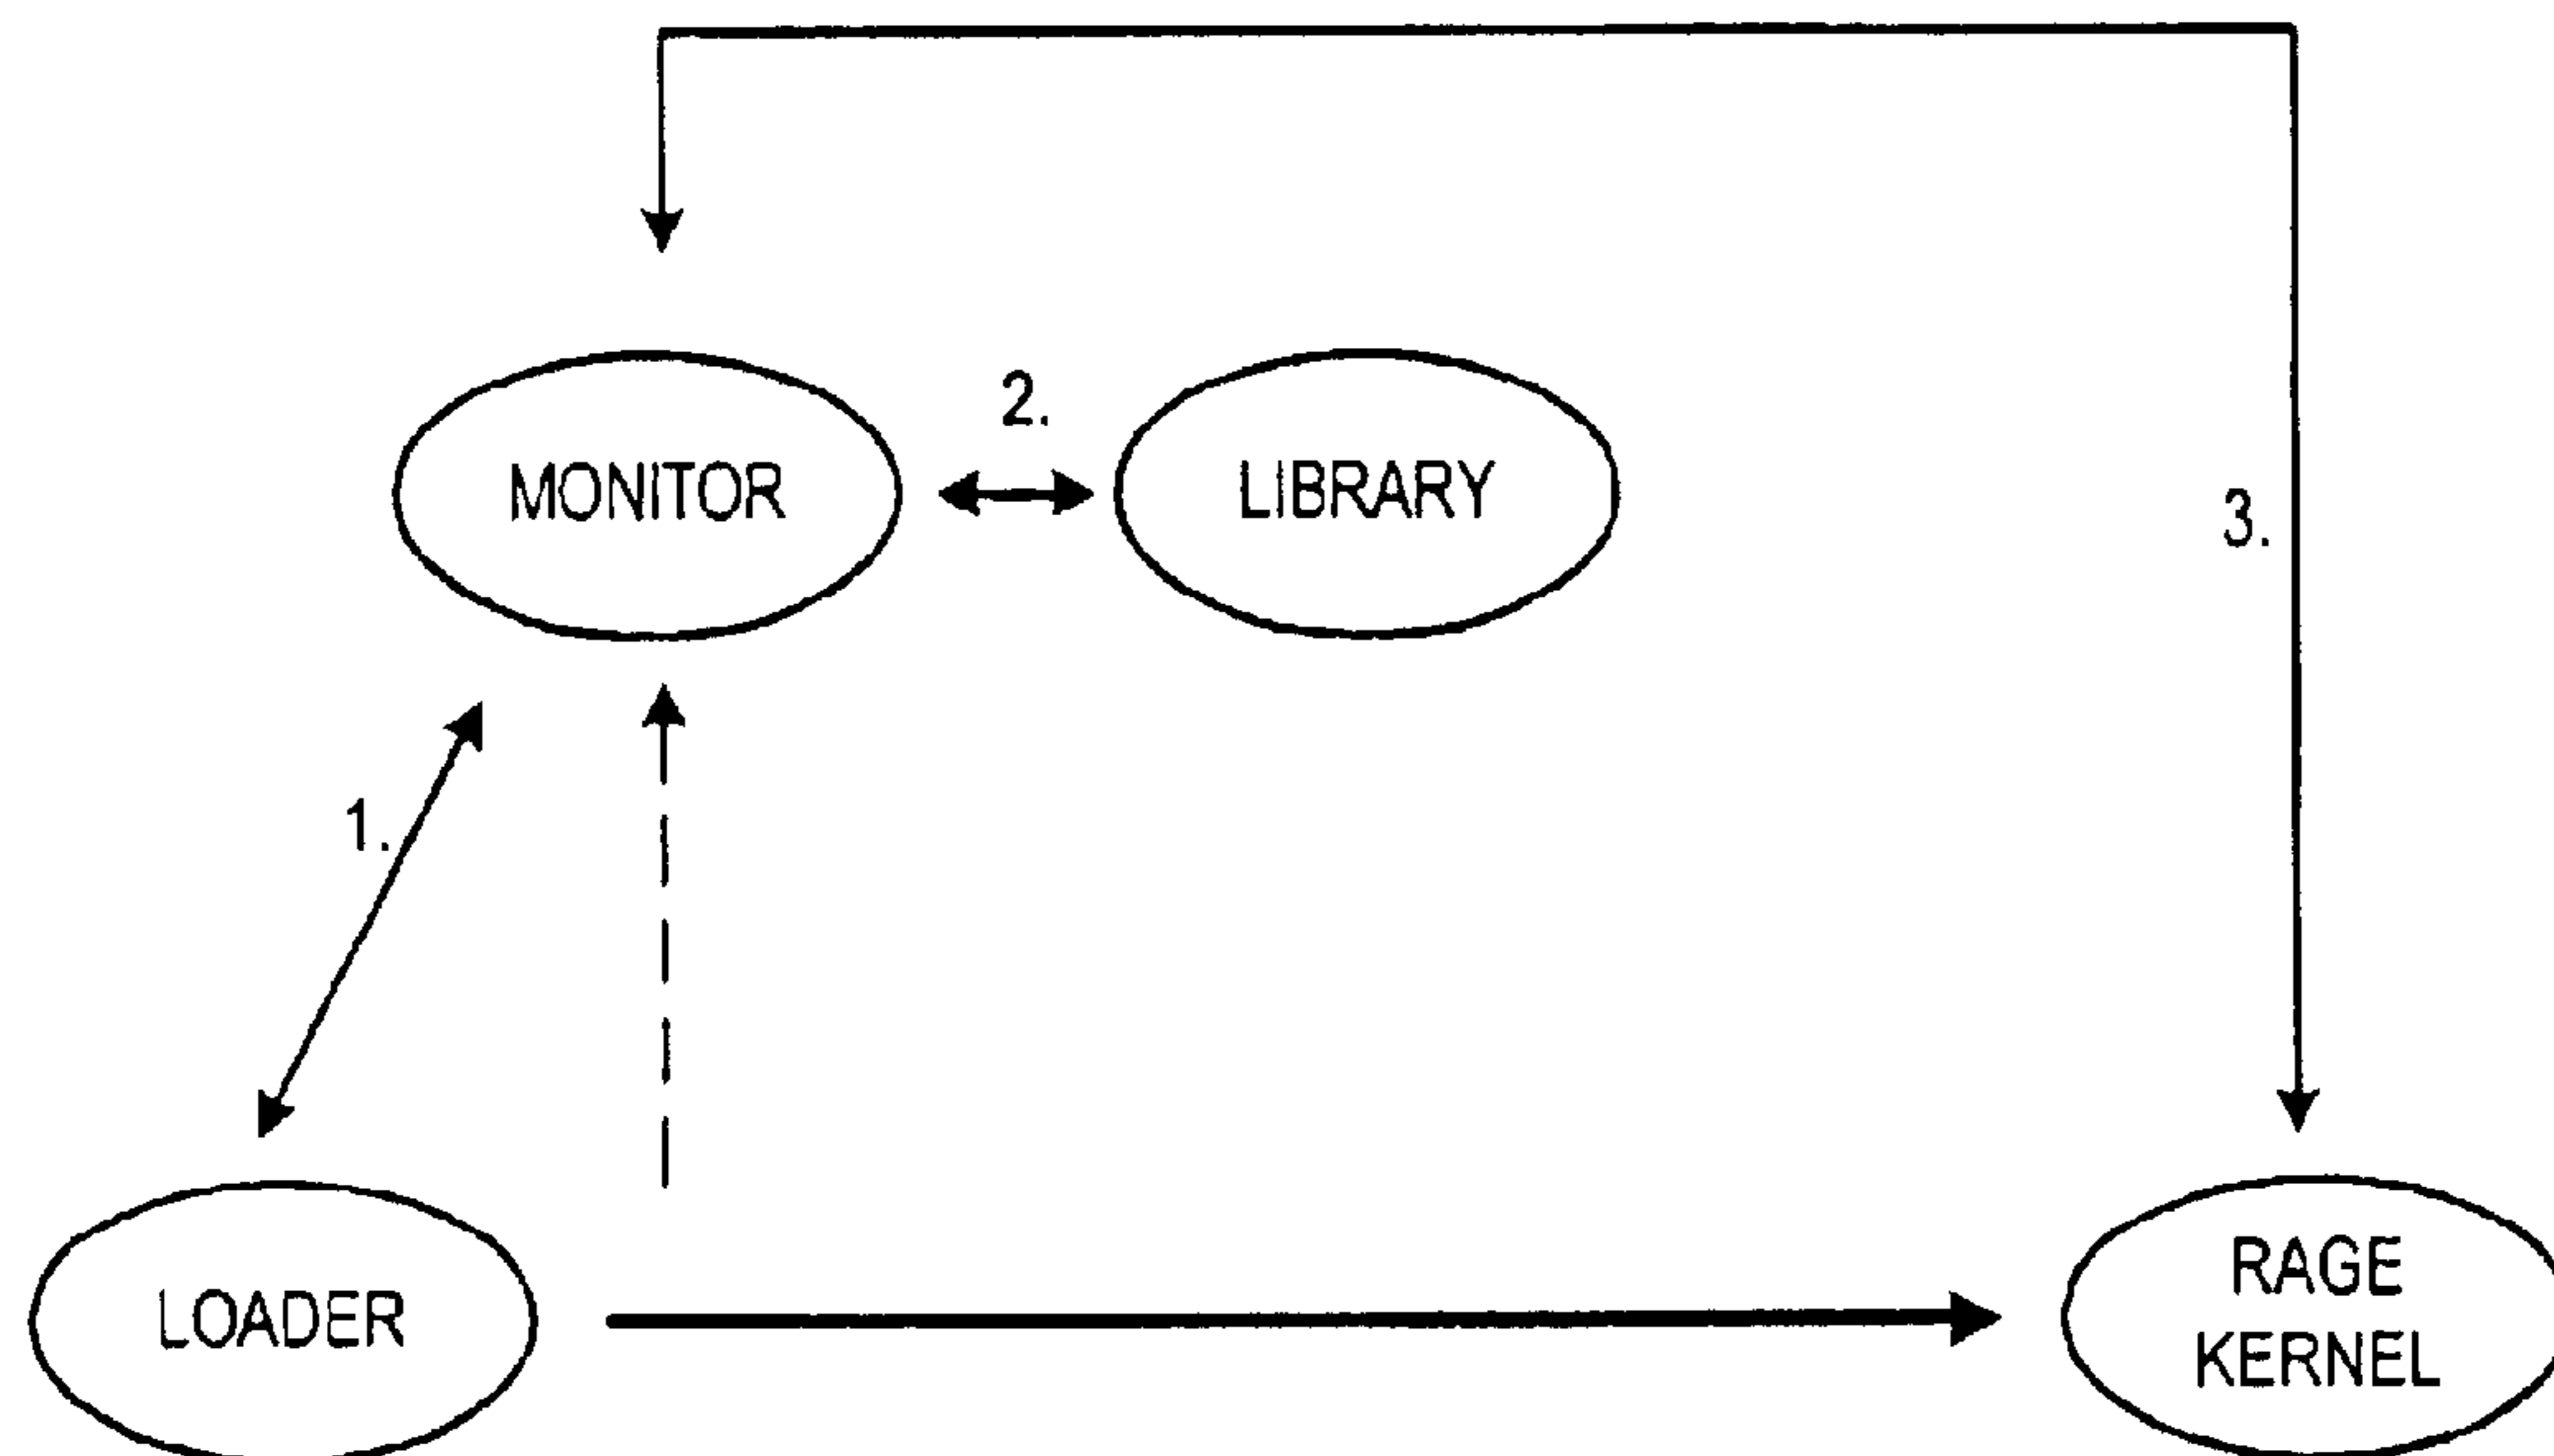 2.
MONITOR
LIBRARY
3.
1.
LOADER
RAGE
KERNEL